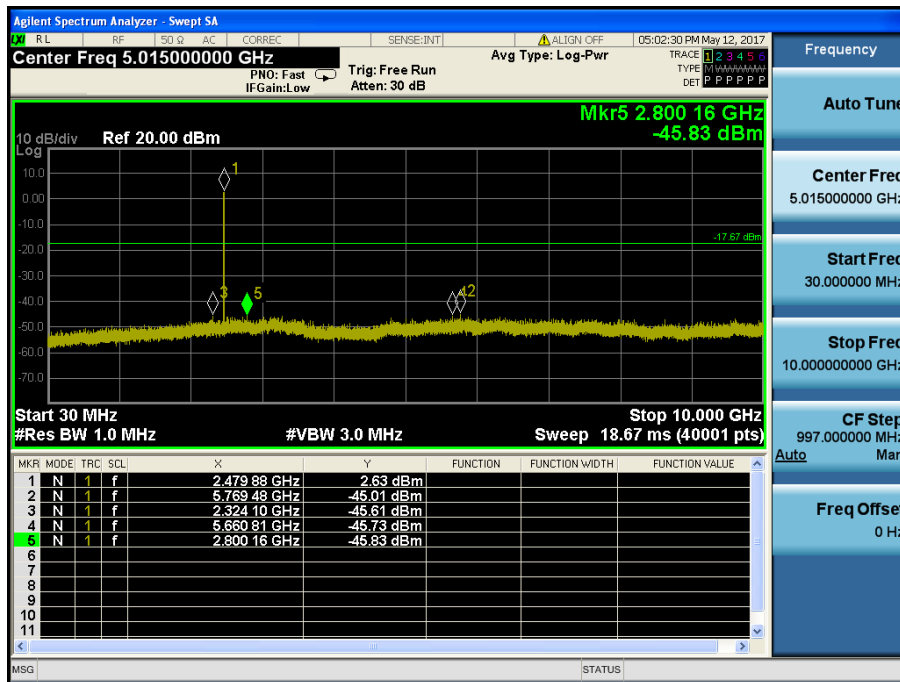 Agilent Spectrum Analyzer - Swept SA
LXI RL RF 50 Ω AC CORREC SENSE:INT ALIGN OFF 05:02:30 PM May 12, 2017
Center Freq 5.015000000 GHz
Avg Type: Log-Pwr
TRACE 1 2 3 4 5 6
PNO: Fast Trig: Free Run
TYPE M
IFGain:Low Atten: 30 dB
DET P P P P P P
Mkr5 2.800 16 GHz
-45.83 dBm
10 dB/div Ref 20.00 dBm
Log
10.0
0.00
-10.0
-20.0
-30.0
-40.0
-50.0
-60.0
-70.0
1
-17.67 dBm
3
5
42
Start 30 MHz Stop 10.000 GHz
#Res BW 1.0 MHz #VBW 3.0 MHz Sweep 18.67 ms (40001 pts)
MKR MODE TRC SCL X Y FUNCTION FUNCTION WIDTH FUNCTION VALUE
1 N 1 f 2.479 88 GHz 2.63 dBm
2 N 1 f 5.769 48 GHz -45.01 dBm
3 N 1 f 2.324 10 GHz -45.61 dBm
4 N 1 f 5.660 81 GHz -45.73 dBm
5 N 1 f 2.800 16 GHz -45.83 dBm
6
7
8
9
10
11
MSG STATUS
Frequency
Auto Tune
Center Freq
5.015000000 GHz
Start Freq
30.000000 MHz
Stop Freq
10.000000000 GHz
CF Step
997.000000 MHz
Auto Man
Freq Offset
0 Hz